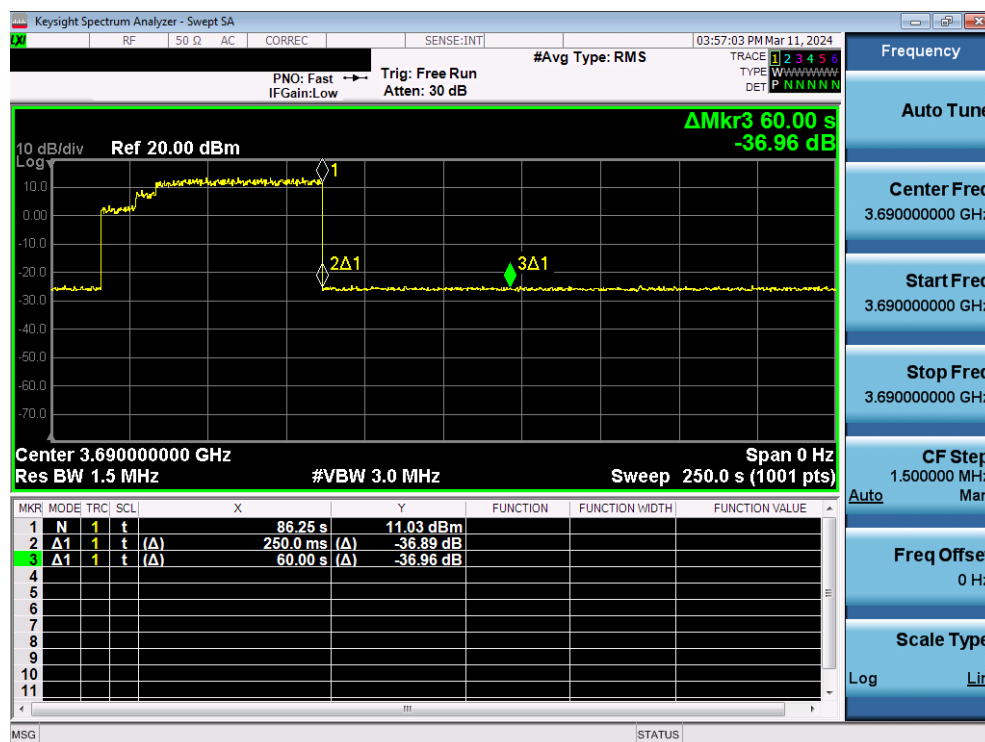 Keysight Spectrum Analyzer - Swept SA
LXI RF 50 Ω AC CORREC SENSE:INT 03:57:03 PM Mar 11, 2024
#Avg Type: RMS TRACE 1 2 3 4 5 6
PNO: Fast Trig: Free Run TYPE WWWWWWW
IFGain:Low Atten: 30 dB DET P N N N N N
ΔMkr3 60.00 s
-36.96 dB
10 dB/div Ref 20.00 dBm
Log
10.0
0.00
-10.0
-20.0
-30.0
-40.0
-50.0
-60.0
-70.0
1
2Δ1
3Δ1
Center 3.690000000 GHz Span 0 Hz
Res BW 1.5 MHz #VBW 3.0 MHz Sweep 250.0 s (1001 pts)
MKR MODE TRC SCL X Y FUNCTION FUNCTION WIDTH FUNCTION VALUE
1 N 1 t 86.25 s 11.03 dBm
2 Δ1 1 t (Δ) 250.0 ms (Δ) -36.89 dB
3 Δ1 1 t (Δ) 60.00 s (Δ) -36.96 dB
4
5
6
7
8
9
10
11
MSG STATUS
Frequency
Auto Tune
Center Freq
3.690000000 GHz
Start Freq
3.690000000 GHz
Stop Freq
3.690000000 GHz
CF Step
1.500000 MHz
Auto Man
Freq Offset
0 Hz
Scale Type
Log Lin